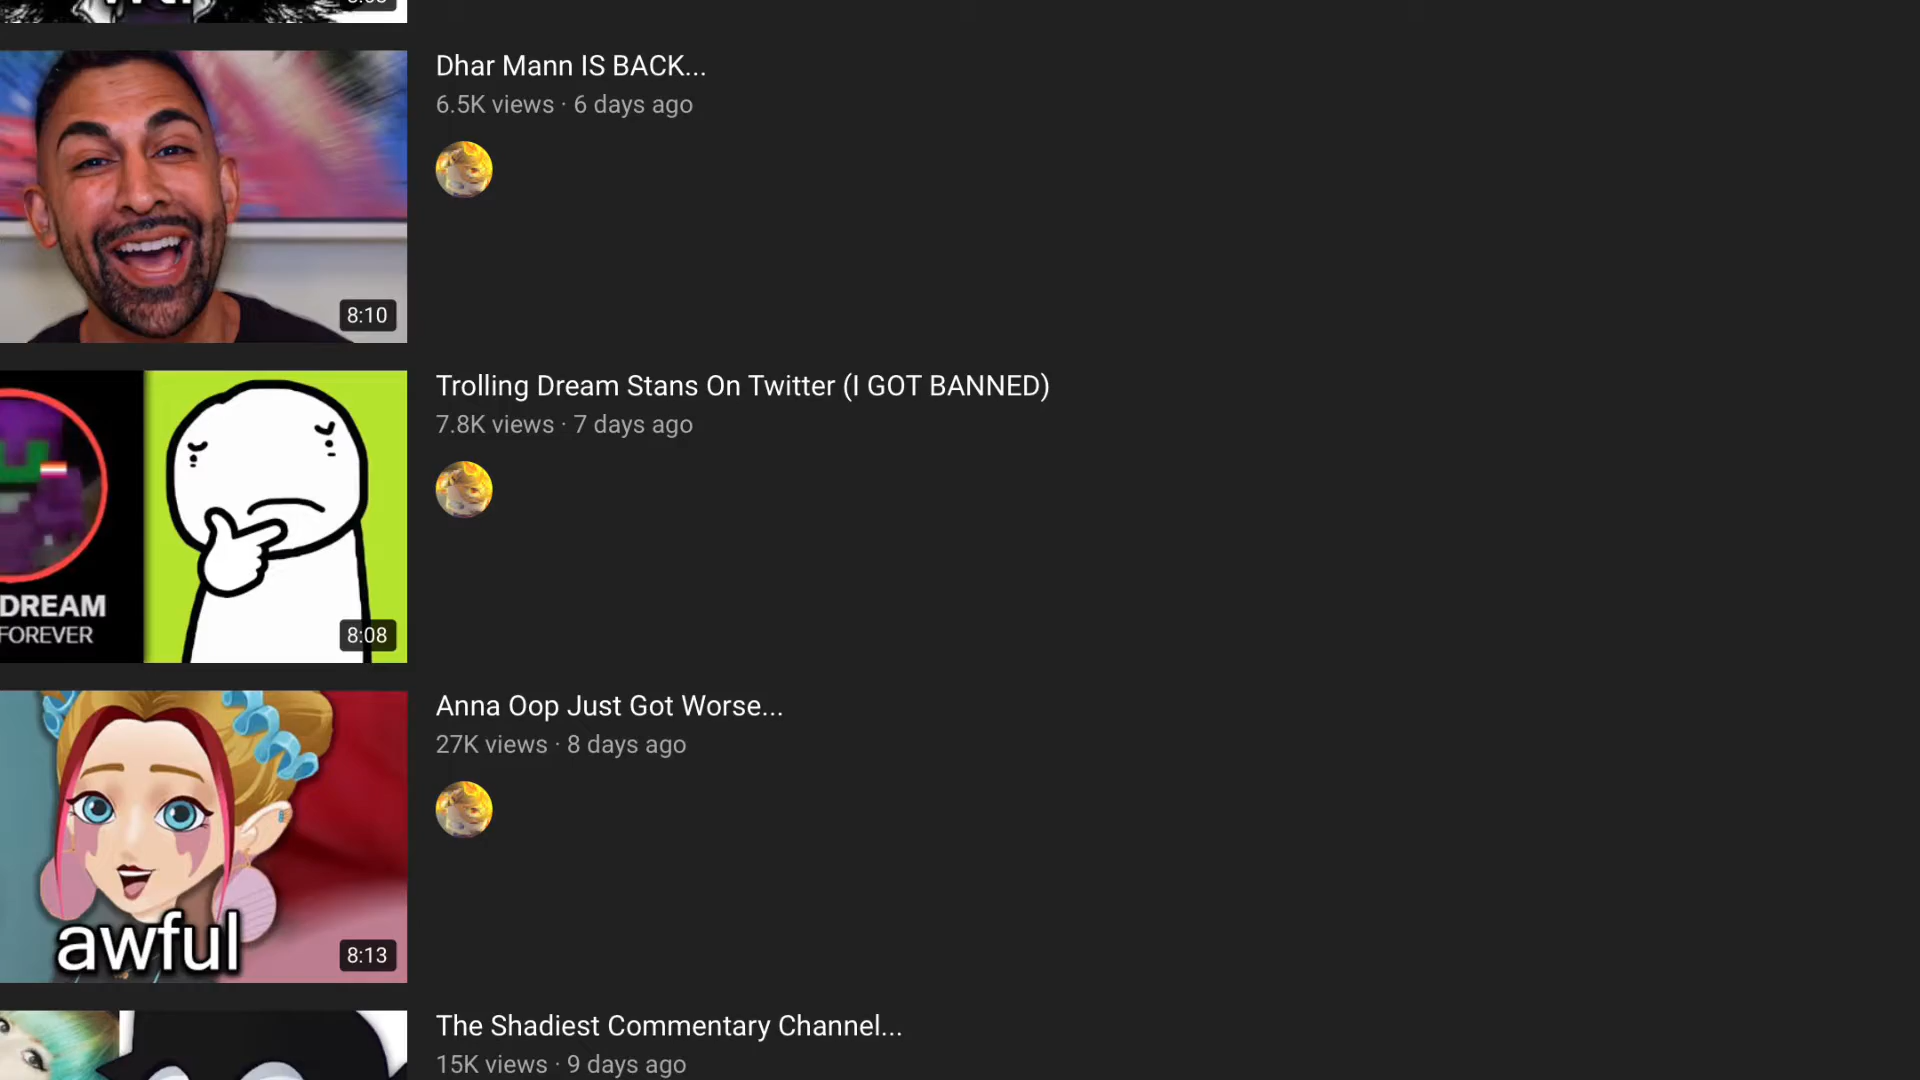 Dhar Mann IS BACK...
6.5K views · 6 days ago
8:10
Trolling Dream Stans On Twitter (I GOT BANNED)
7.8K views · 7 days ago
DREAM
FOREVER
8:08
Anna Oop Just Got Worse...
27K views · 8 days ago
awful
8:13
The Shadiest Commentary Channel...
15K views · 9 days ago